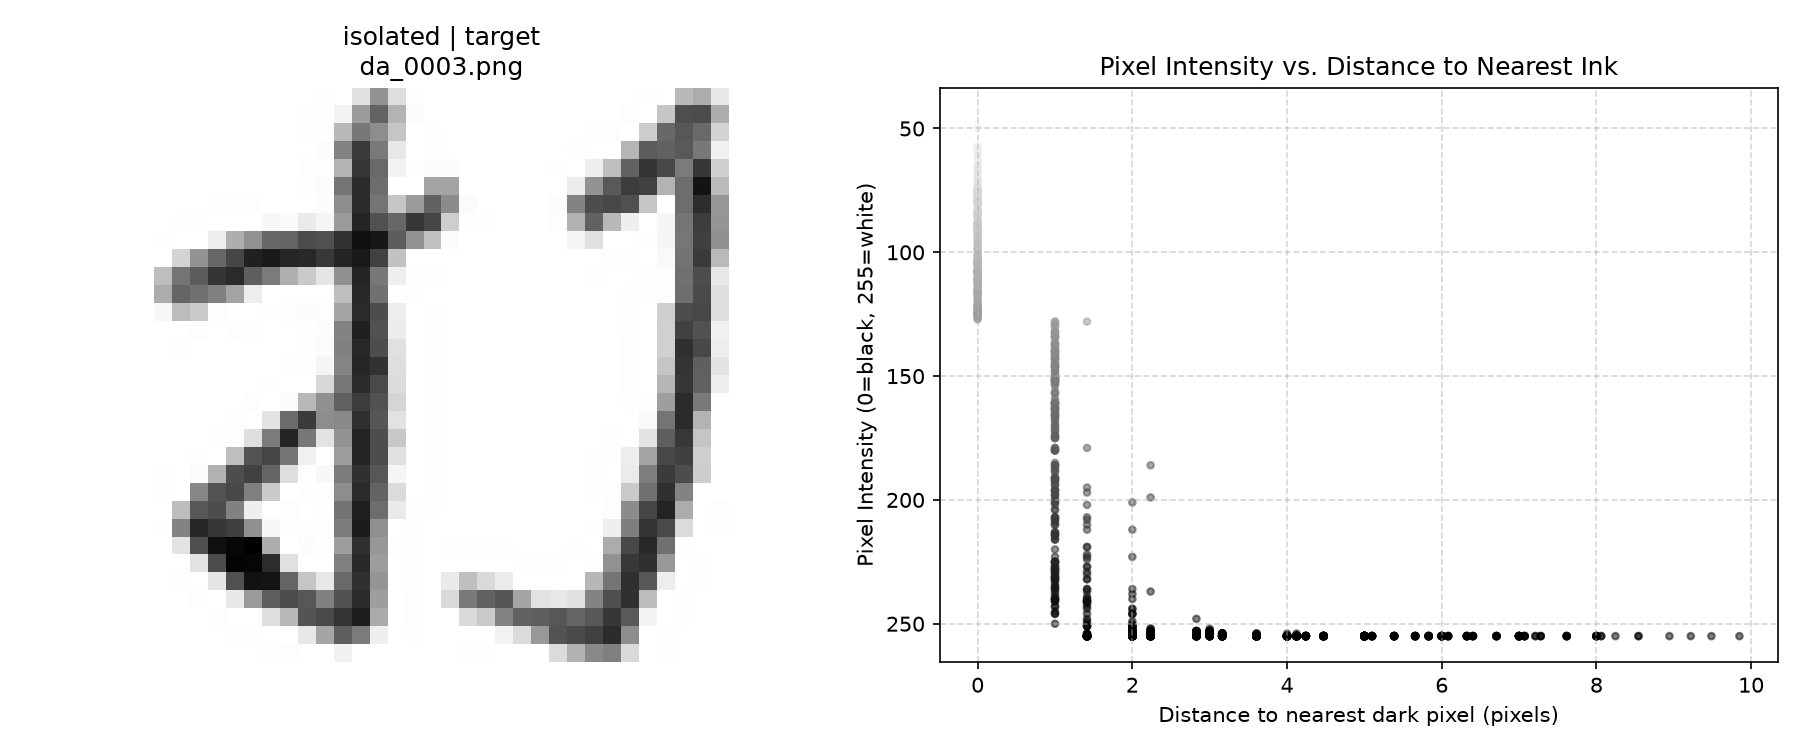 isolated | target
da_0003.png
Pixel Intensity vs. Distance to Nearest Ink
Pixel Intensity (0=black, 255=white)
50
100
150
200
250
0 2 4 6 8 10
Distance to nearest dark pixel (pixels)